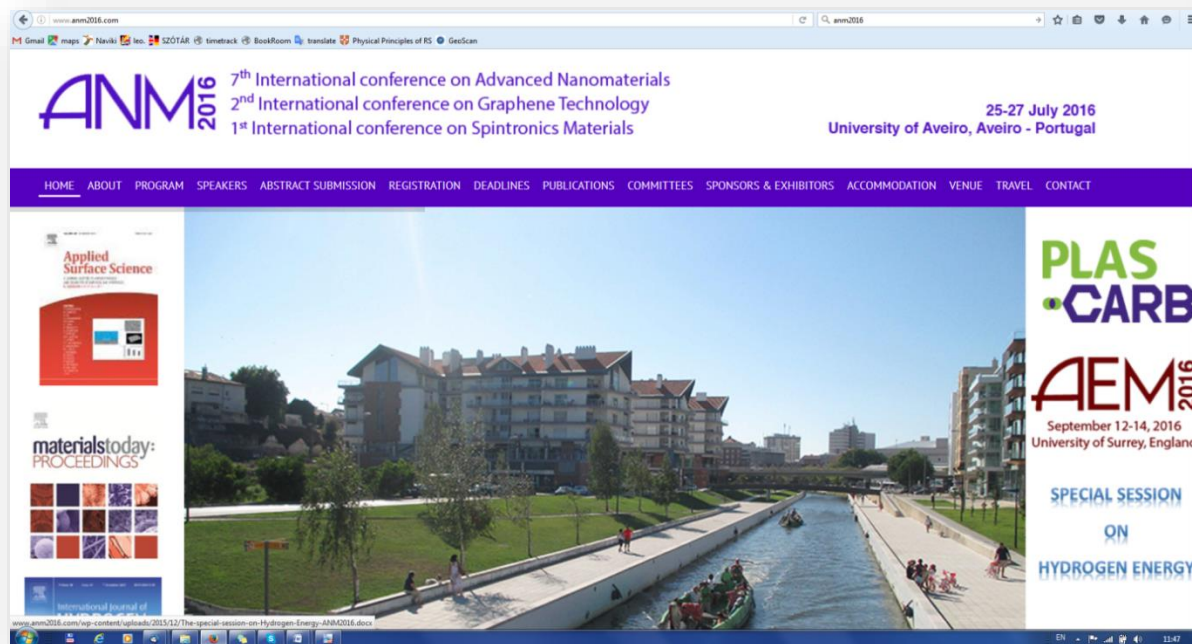 www.anm2016.com
anm2016
Gmail maps Naviki leo. SZÓTÁR timetrack BookRoom translate Physical Principles of RS GeoScan
ANM 2016
7th International conference on Advanced Nanomaterials
2nd International conference on Graphene Technology
1st International conference on Spintronics Materials
25-27 July 2016
University of Aveiro, Aveiro - Portugal
HOME ABOUT PROGRAM SPEAKERS ABSTRACT SUBMISSION REGISTRATION DEADLINES PUBLICATIONS COMMITTEES SPONSORS & EXHIBITORS ACCOMMODATION VENUE TRAVEL CONTACT
Applied
Surface Science
materialstoday:
PROCEEDINGS
International Journal of
HYDROGEN
PLAS
CARB
AEM 2016
September 12-14, 2016
University of Surrey, England
SPECIAL SESSION
ON
HYDROGEN ENERGY
www.anm2016.com/wp-content/uploads/2015/12/The-special-session-on-Hydrogen-Energy-ANM2016.docx
EN 11:47